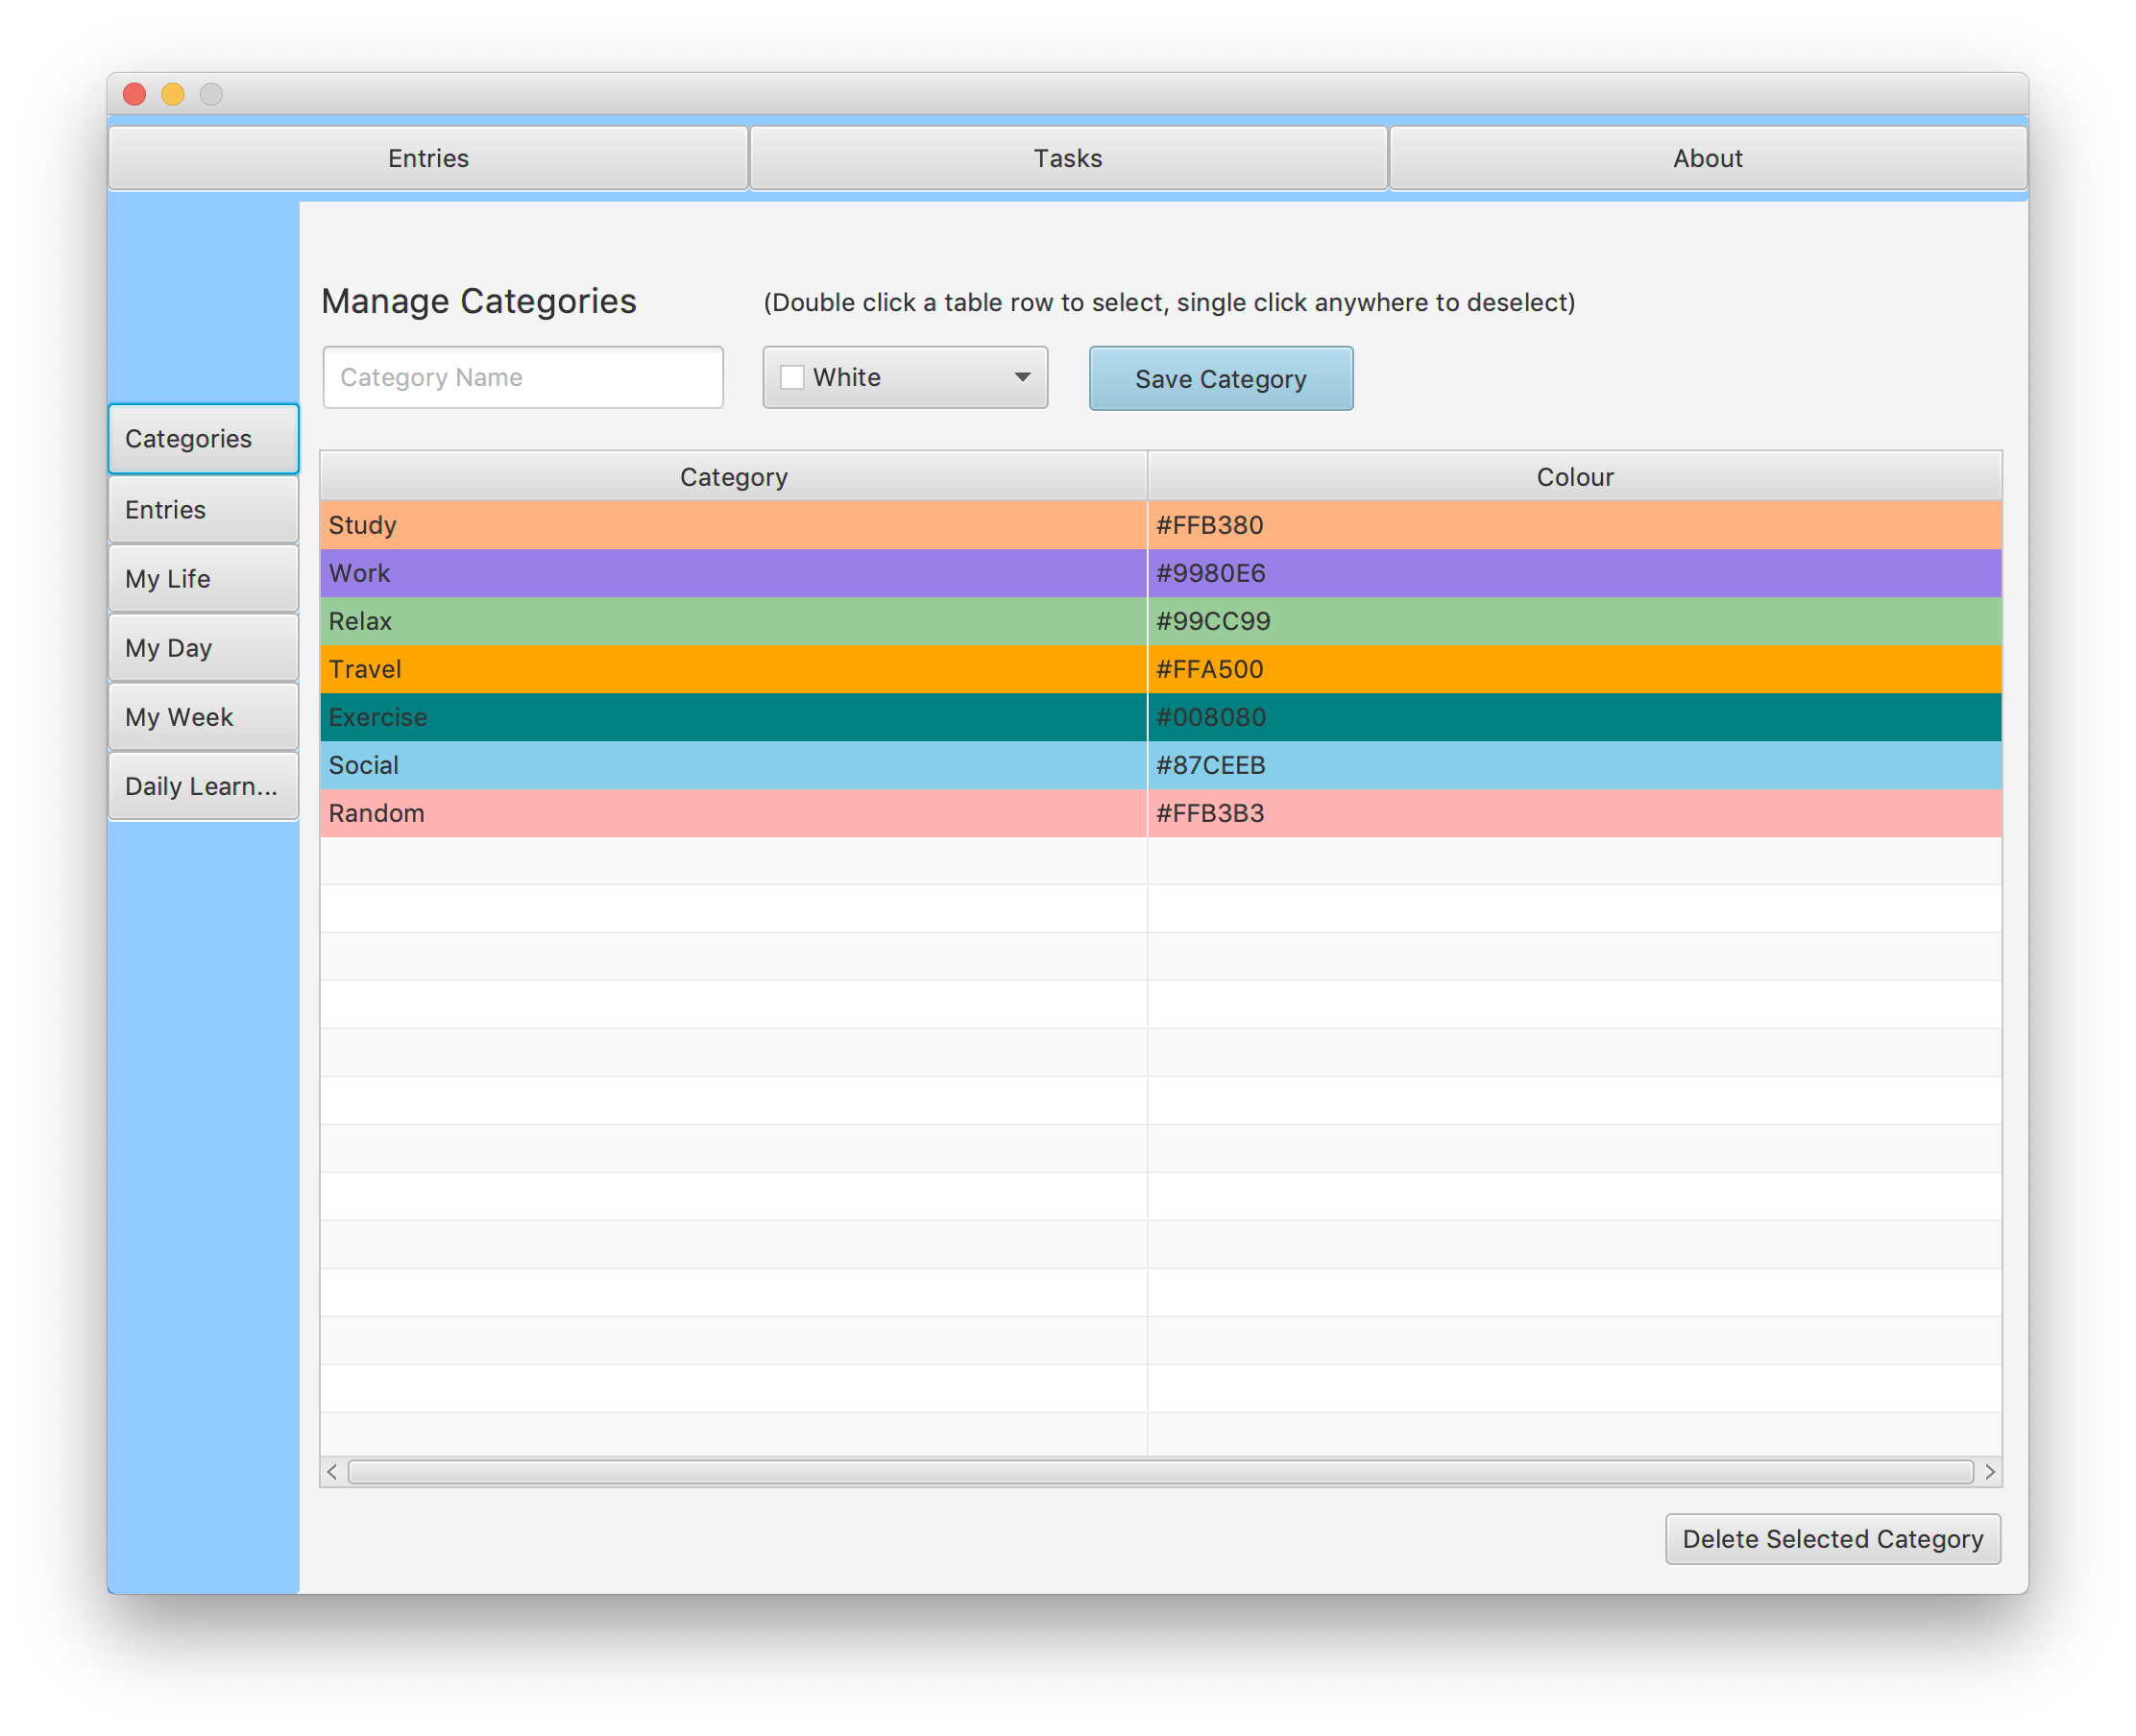 Entries
Tasks
About
Manage Categories
(Double click a table row to select, single click anywhere to deselect)
Category Name
White
Save Category
Categories
Entries
My Life
My Day
My Week
Daily Learn...
Category
Colour
Study
#FFB380
Work
#9980E6
Relax
#99CC99
Travel
#FFA500
Exercise
#008080
Social
#87CEEB
Random
#FFB3B3
Delete Selected Category